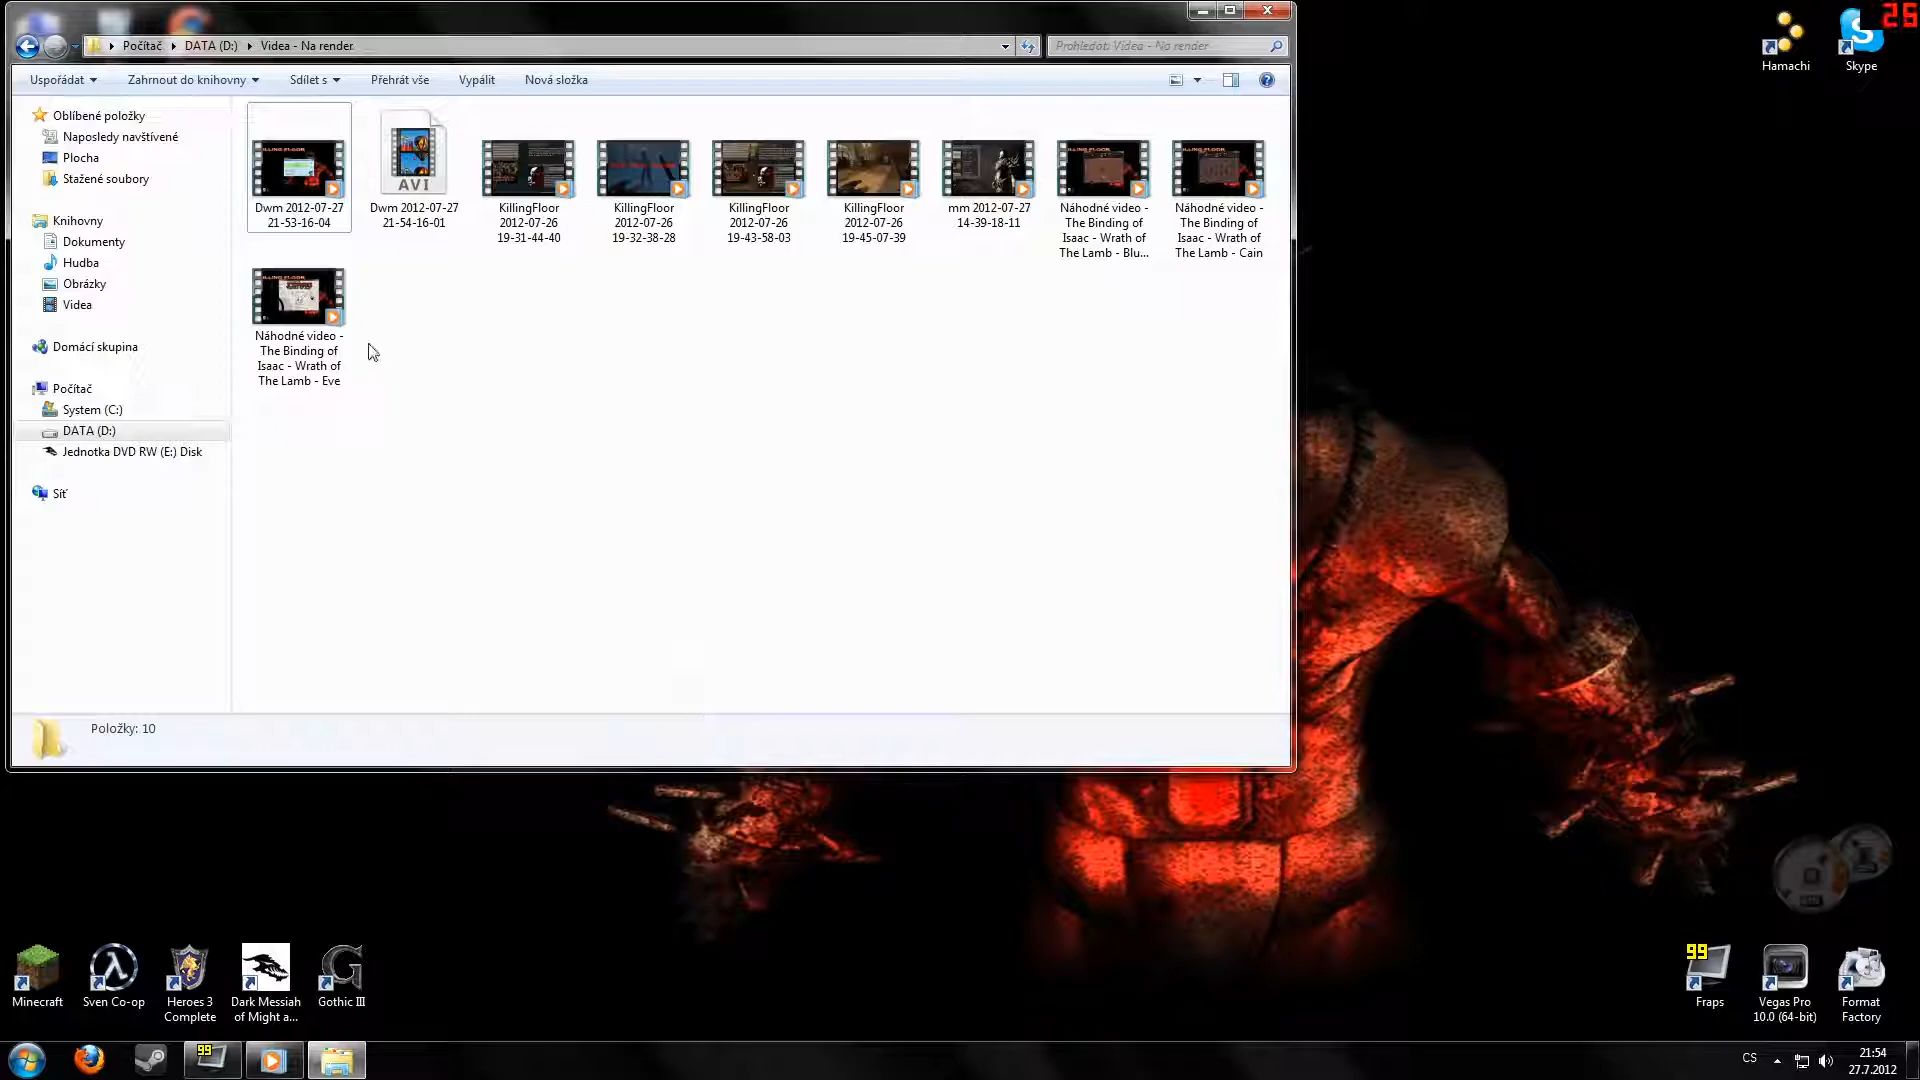 25
Počítač
DATA (D:)
Videa - Na render
Prohledat: Videa - Na render
Uspořádat
Zahrnout do knihovny
Sdílet s
Přehrát vše
Vypálit
Nová složka
Oblíbené položky
Naposledy navštívené
Plocha
Stažené soubory
Knihovny
Dokumenty
Hudba
Obrázky
Videa
Domácí skupina
Počítač
System (C:)
DATA (D:)
Jednotka DVD RW (E:) Disk
Síť
Dwm 2012-07-27
21-53-16-04
AVI
Dwm 2012-07-27
21-54-16-01
KillingFloor
2012-07-26
19-31-44-40
KillingFloor
2012-07-26
19-32-38-28
KillingFloor
2012-07-26
19-43-58-03
KillingFloor
2012-07-26
19-45-07-39
mm 2012-07-27
14-39-18-11
Náhodné video -
The Binding of
Isaac - Wrath of
The Lamb - Blu...
Náhodné video -
The Binding of
Isaac - Wrath of
The Lamb - Cain
Náhodné video -
The Binding of
Isaac - Wrath of
The Lamb - Eve
Položky: 10
Hamachi
Skype
Minecraft
Sven Co-op
Heroes 3
Complete
Dark Messiah
of Might a...
Gothic III
99
Fraps
Vegas Pro
10.0 (64-bit)
Format
Factory
99
CS
21:54
27.7.2012